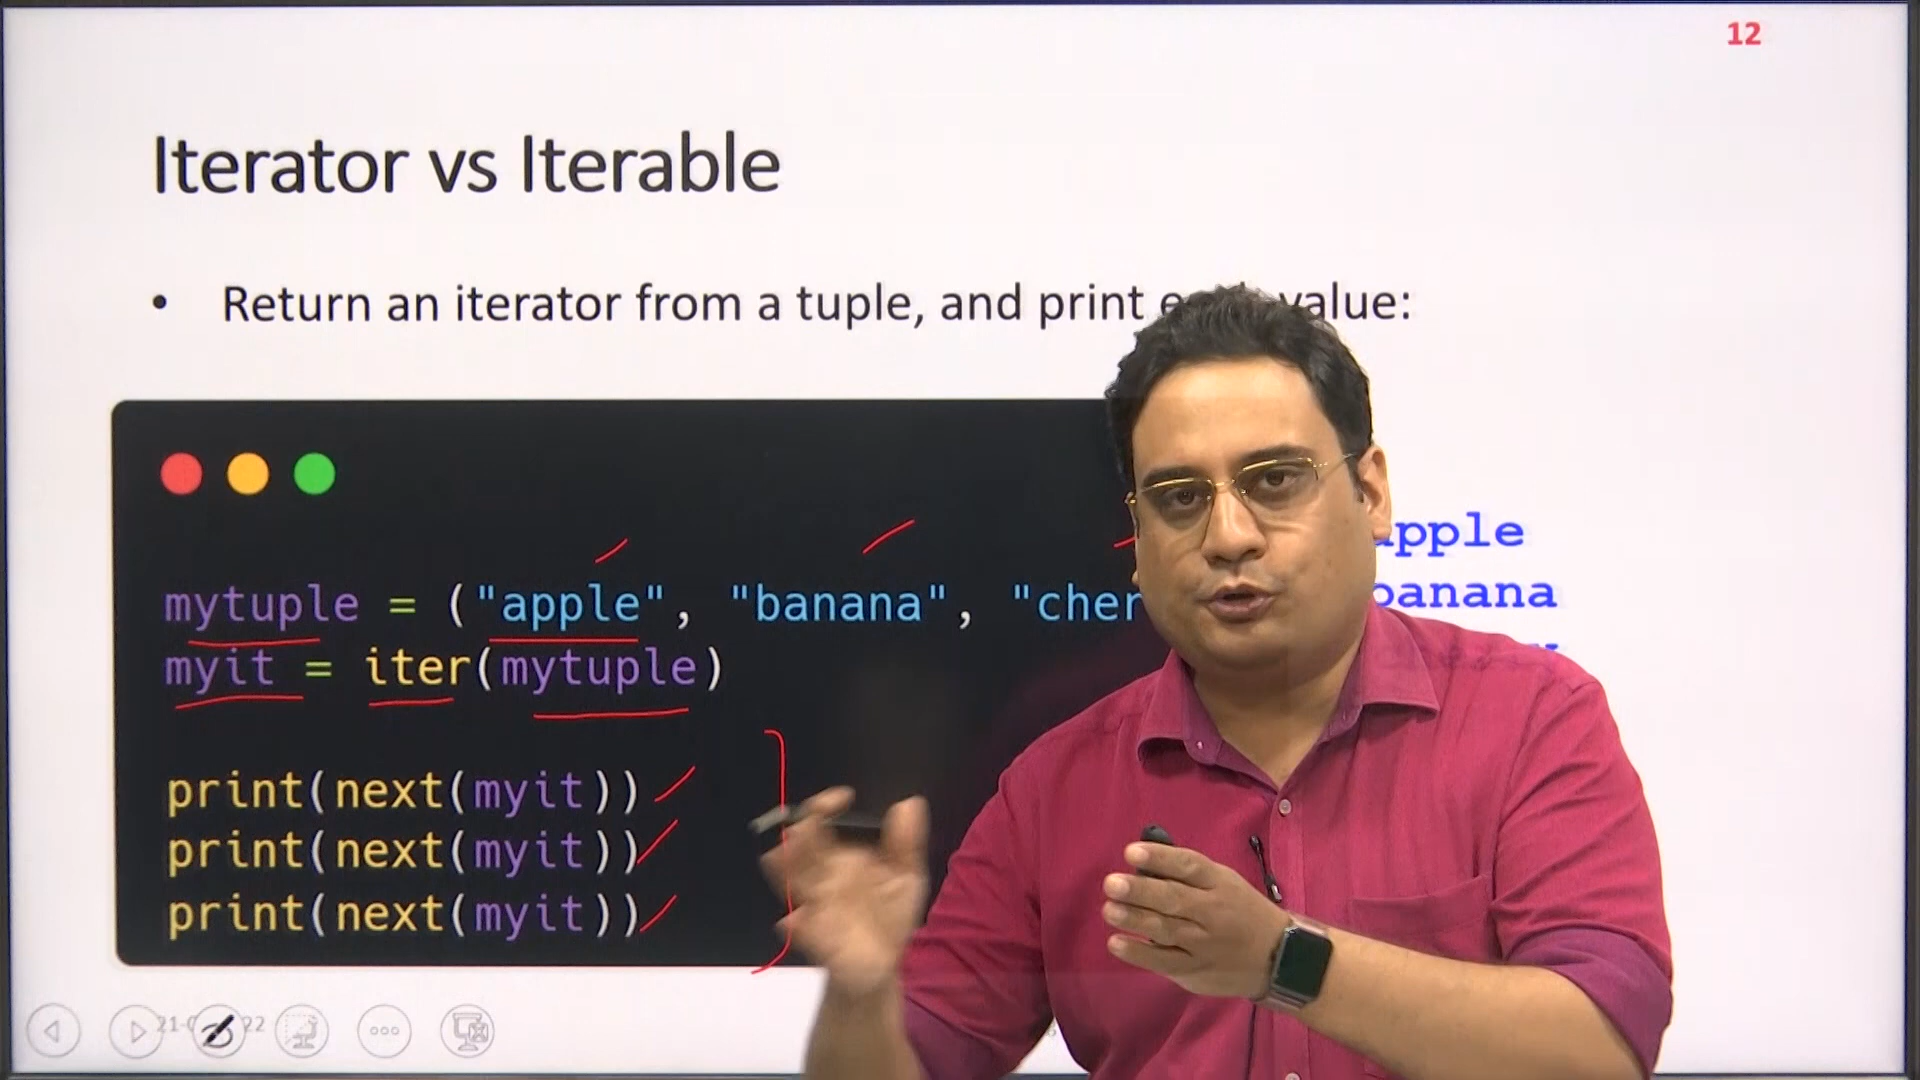 12
Iterator vs Iterable
• Return an iterator from a tuple, and print value:
mytuple = ("apple", "banana", "cher
myit = iter(mytuple)
print(next(myit))
print(next(myit))
print(next(myit))
apple
banana